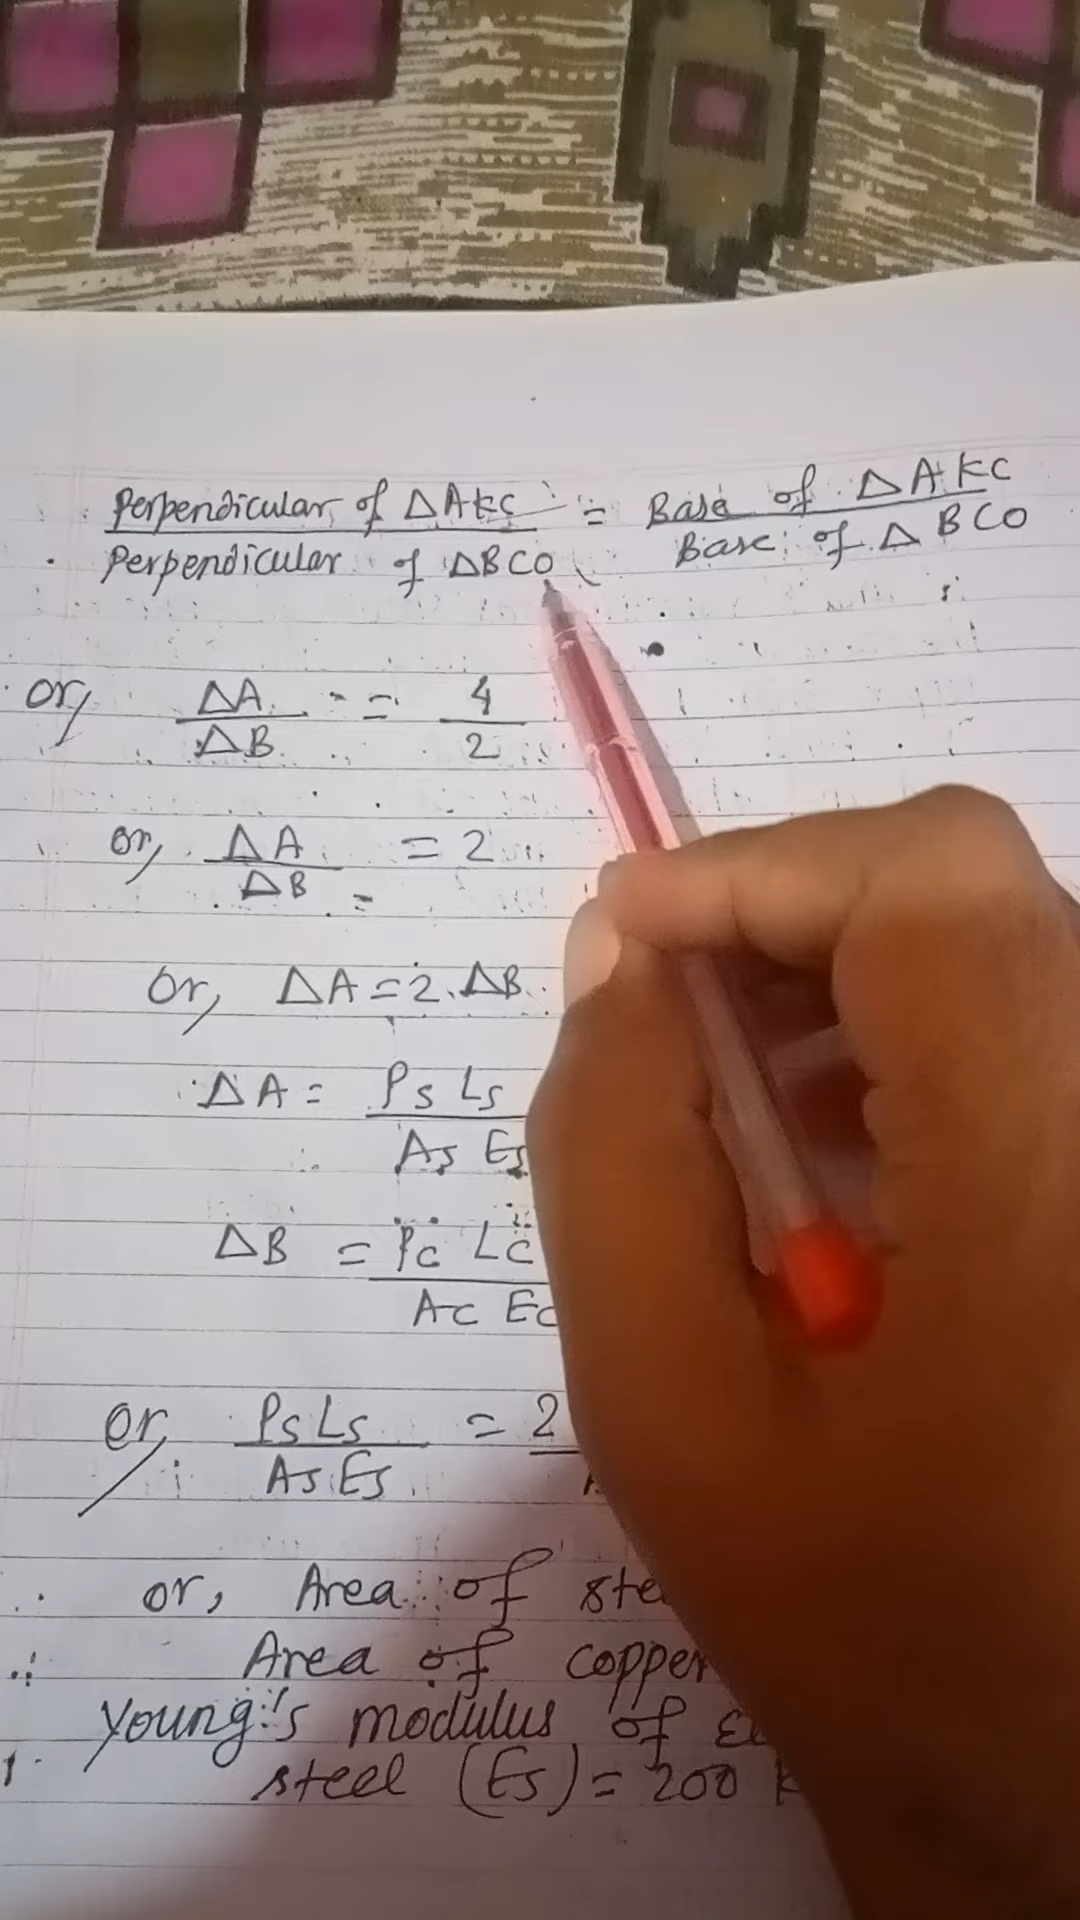 Perpendicular of ΔAKC = Base of ΔAKC
Perpendicular of ΔBCO Base of Δ BCO
or, ΔA = 4
ΔB 2
or, ΔA = 2
ΔB =
Or, ΔA = 2. ΔB
ΔA = Ps Ls
As Es
ΔB = Pc Lc
Ac Ec
or, Ps Ls = 2
As Es
or, Area of
Area of copper
Young's modulus of
steel (Es) = 200